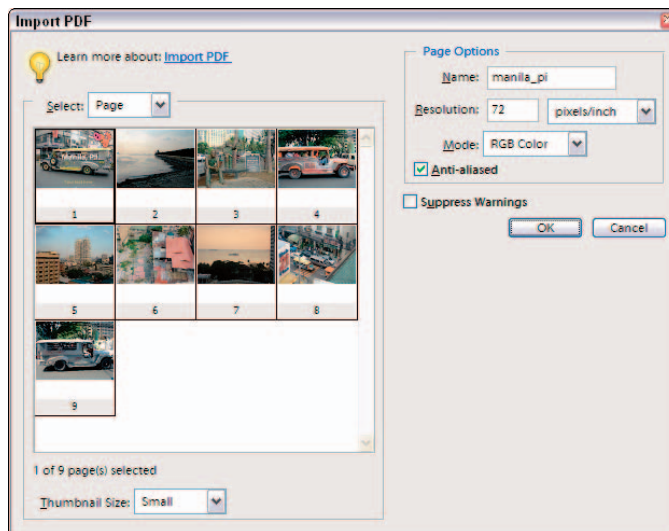 Import PDF
Learn more about: Import PDF
Select: Page
Manila, P.I.
1
2
3
4
5
6
7
8
9
1 of 9 page(s) selected
Thumbnail Size: Small
Page Options
Name: manila_pi
Resolution: 72 pixels/inch
Mode: RGB Color
Anti-aliased
Suppress Warnings
OK Cancel